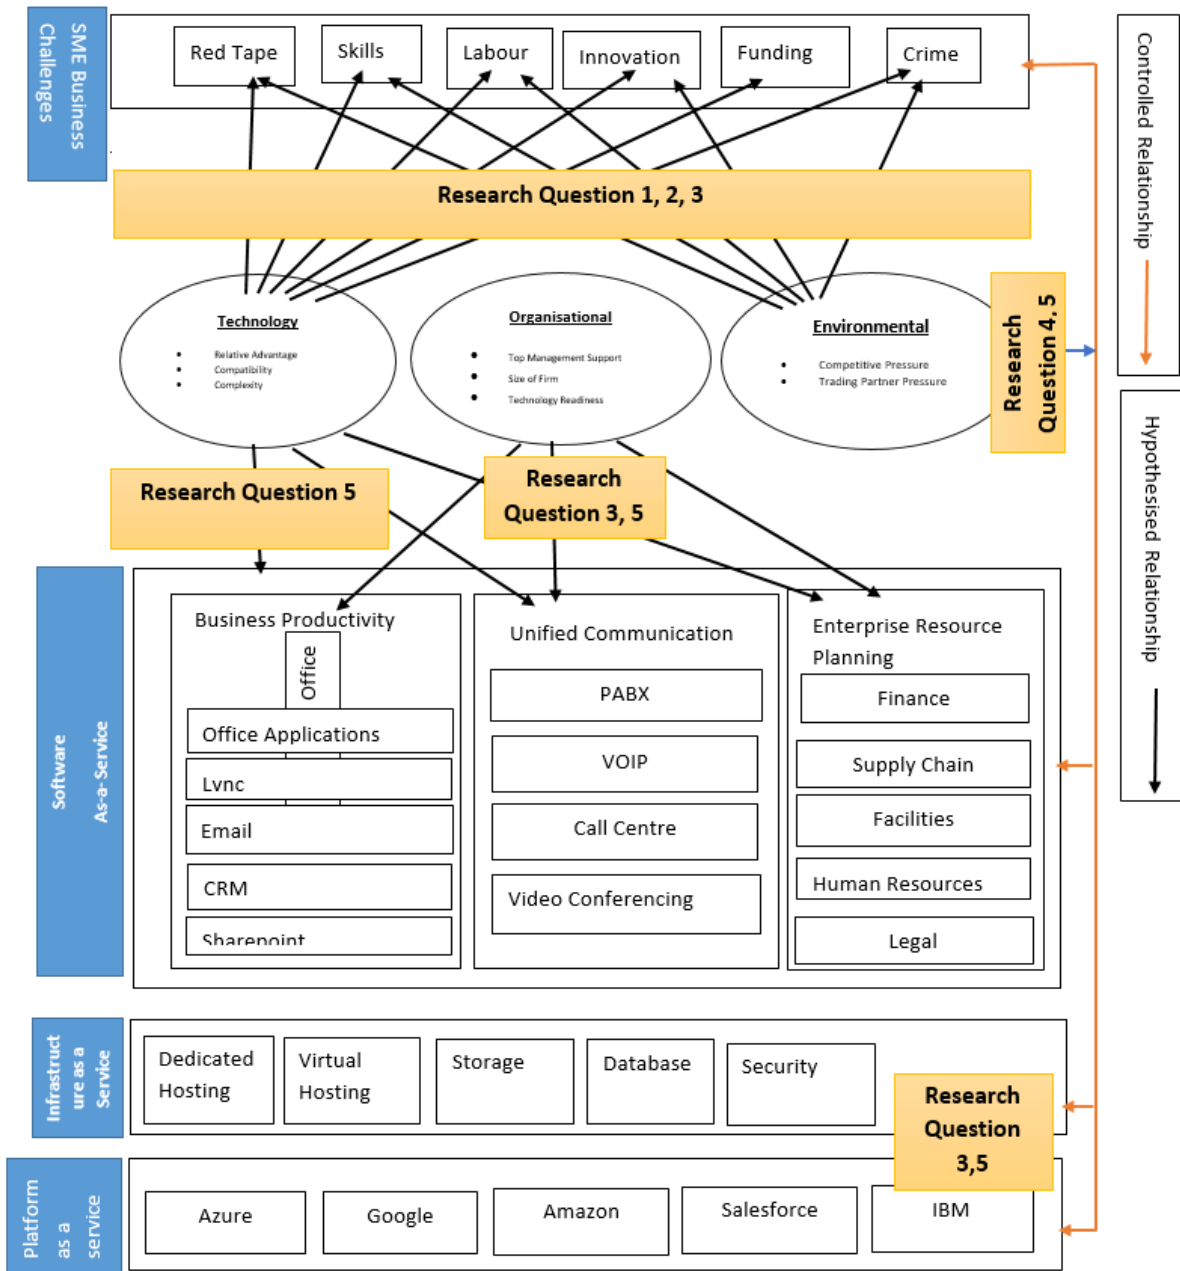 SME Business
Challenges
Red Tape
Skills
Labour
Innovation
Funding
Crime
Controlled Relationship
Research Question 1, 2, 3
Technology
• Relative Advantage
• Compatibility
• Complexity
Organisational
• Top Management Support
• Size of Firm
• Technology Readiness
Environmental
• Competitive Pressure
• Trading Partner Pressure
Research
Question 4, 5
Hypothesised Relationship
Research Question 5
Research
Question 3, 5
Software
As-a-Service
Business Productivity
Office
Office Applications
Lync
Email
CRM
Sharepoint
Unified Communication
PABX
VOIP
Call Centre
Video Conferencing
Enterprise Resource
Planning
Finance
Supply Chain
Facilities
Human Resources
Legal
Infrastruct
ure as a
Service
Dedicated
Hosting
Virtual
Hosting
Storage
Database
Security
Research
Question
3,5
Platform
as a
service
Azure
Google
Amazon
Salesforce
IBM